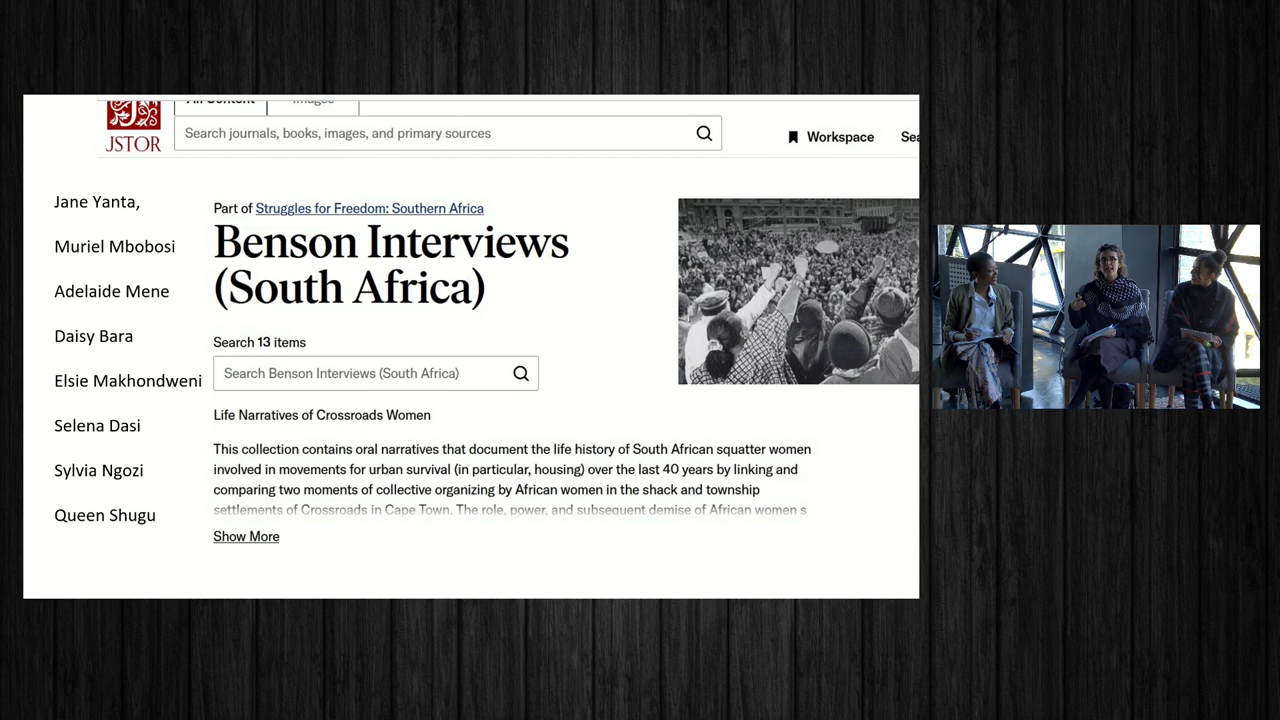 All Content
Images
JSTOR
Search journals, books, images, and primary sources
Workspace
Sea
Jane Yanta,
Muriel Mbobosi
Adelaide Mene
Daisy Bara
Elsie Makhondweni
Selena Dasi
Sylvia Ngozi
Queen Shugu
Part of Struggles for Freedom: Southern Africa
Benson Interviews
(South Africa)
Search 13 items
Search Benson Interviews (South Africa)
Life Narratives of Crossroads Women
This collection contains oral narratives that document the life history of South African squatter women
involved in movements for urban survival (in particular, housing) over the last 40 years by linking and
comparing two moments of collective organizing by African women in the shack and township
settlements of Crossroads in Cape Town. The role, power, and subsequent demise of African women s
Show More